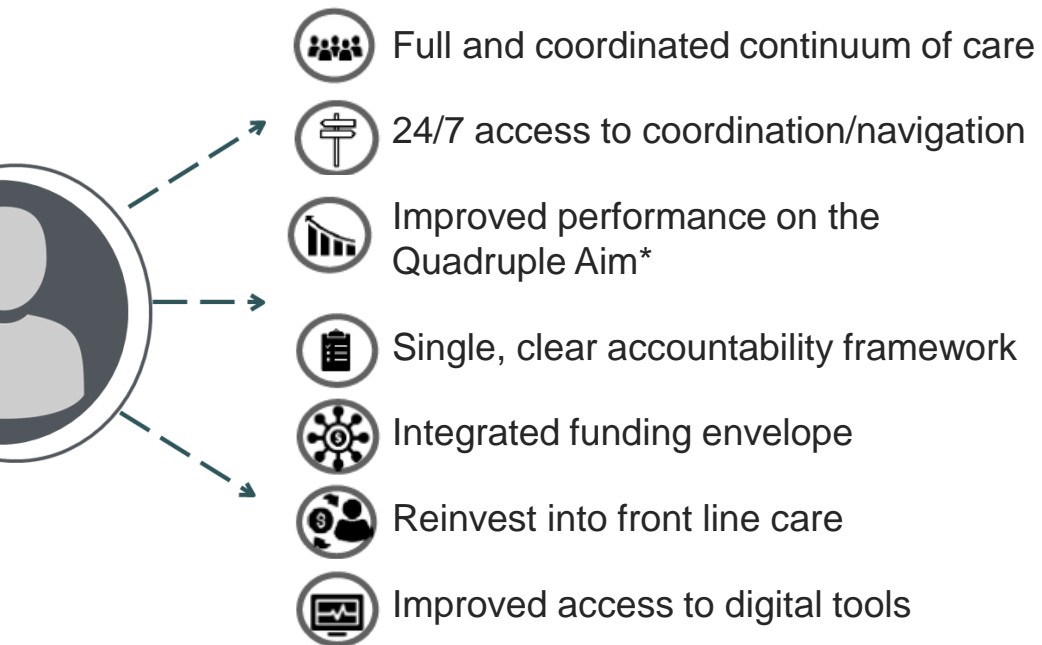 Full and coordinated continuum of care
24/7 access to coordination/navigation
Improved performance on the
Quadruple Aim*
Single, clear accountability framework
Integrated funding envelope
Reinvest into front line care
Improved access to digital tools